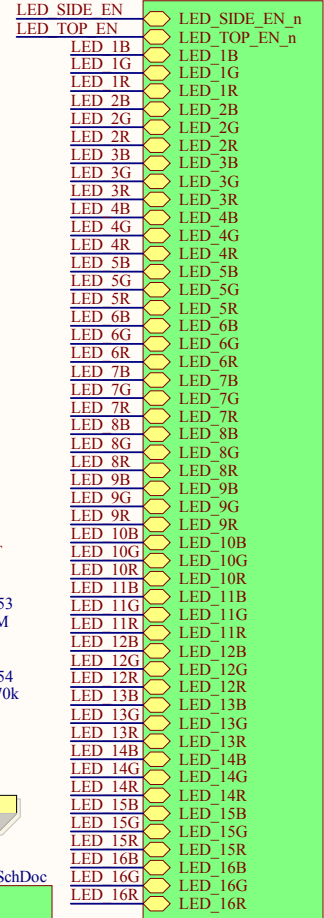 LED_SIDE_EN LED_SIDE_EN_n
LED_TOP_EN LED_TOP_EN_n
LED_1B LED_1B
LED_1G LED_1G
LED_1R LED_1R
LED_2B LED_2B
LED_2G LED_2G
LED_2R LED_2R
LED_3B LED_3B
LED_3G LED_3G
LED_3R LED_3R
LED_4B LED_4B
LED_4G LED_4G
LED_4R LED_4R
LED_5B LED_5B
LED_5G LED_5G
LED_5R LED_5R
LED_6B LED_6B
LED_6G LED_6G
LED_6R LED_6R
LED_7B LED_7B
LED_7G LED_7G
LED_7R LED_7R
LED_8B LED_8B
LED_8G LED_8G
LED_8R LED_8R
LED_9B LED_9B
LED_9G LED_9G
LED_9R LED_9R
LED_10B LED_10B
LED_10G LED_10G
LED_10R LED_10R
LED_11B LED_11B
53 LED_11G LED_11G
M LED_11R LED_11R
LED_12B LED_12B
LED_12G LED_12G
54 LED_12R LED_12R
70k LED_13B LED_13B
LED_13G LED_13G
LED_13R LED_13R
LED_14B LED_14B
LED_14G LED_14G
LED_14R LED_14R
LED_15B LED_15B
LED_15G LED_15G
LED_15R LED_15R
LED_16B LED_16B
SchDoc LED_16G LED_16G
LED_16R LED_16R